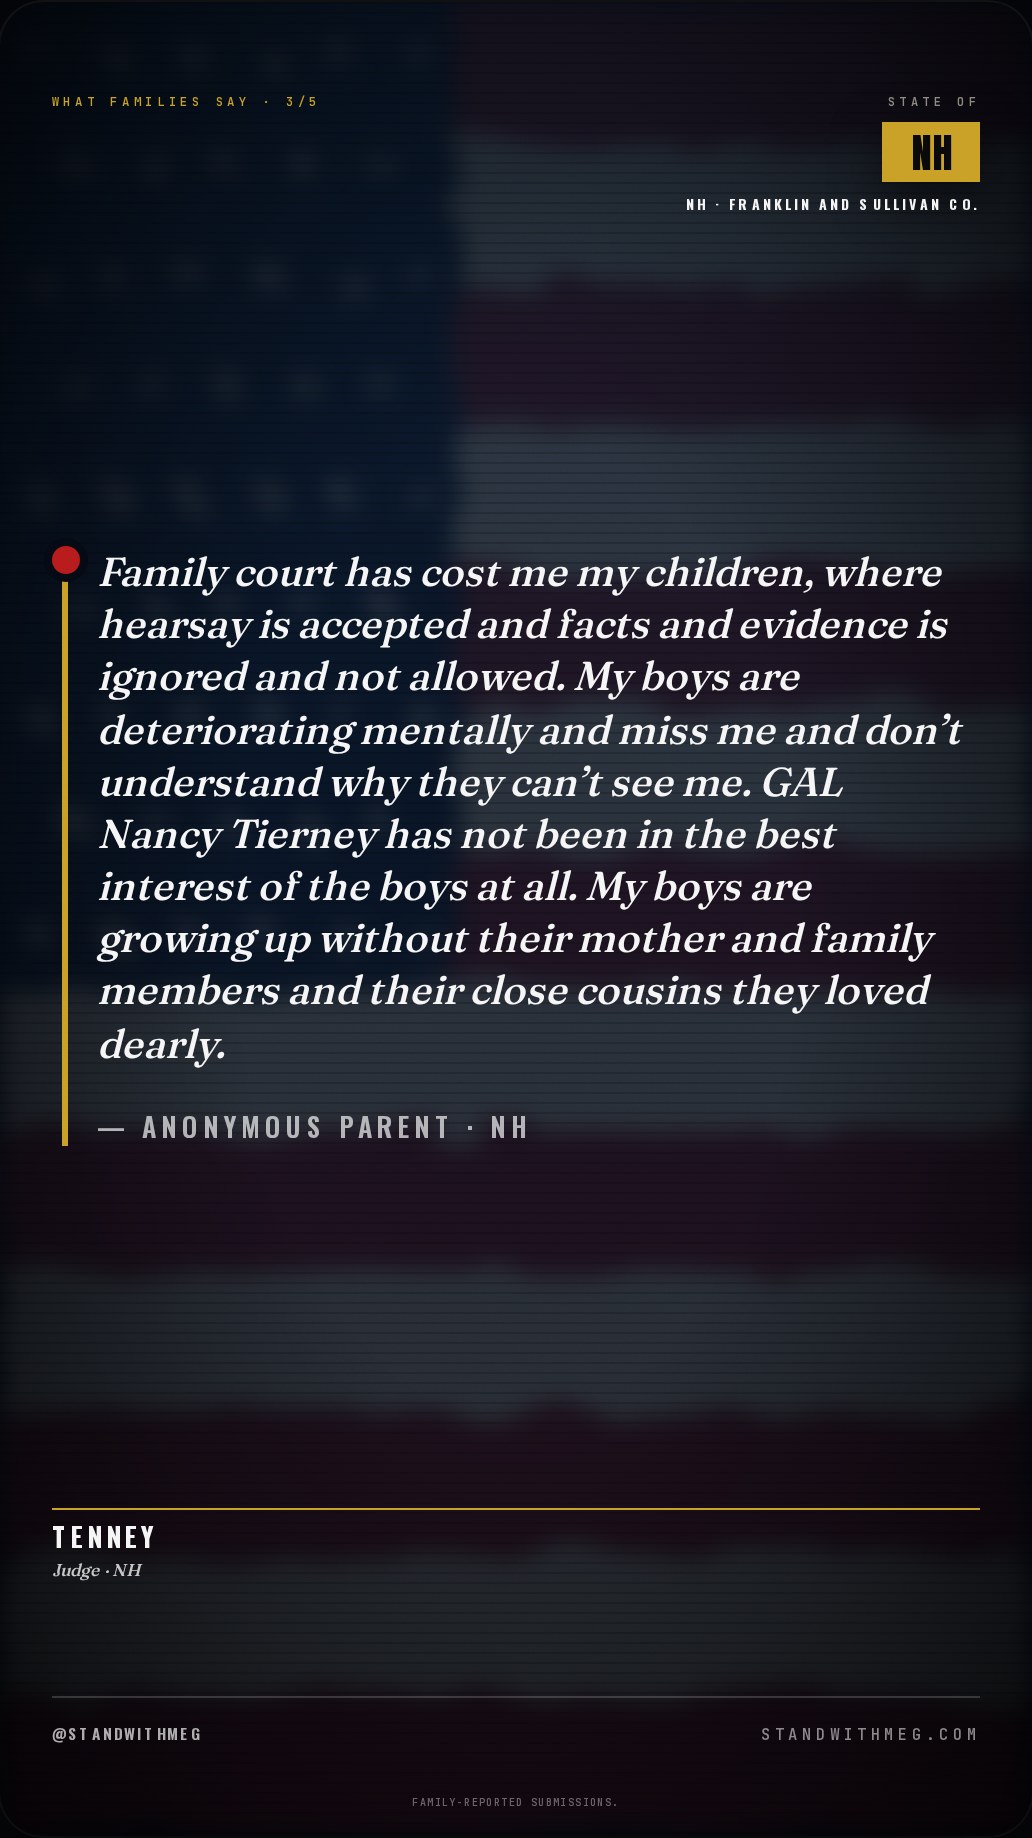 WHAT FAMILIES SAY · 3/5
STATE OF
NH
NH · FRANKLIN AND SULLIVAN CO.
Family court has cost me my children, where
hearsay is accepted and facts and evidence is
ignored and not allowed. My boys are
deteriorating mentally and miss me and don’t
understand why they can’t see me. GAL
Nancy Tierney has not been in the best
interest of the boys at all. My boys are
growing up without their mother and family
members and their close cousins they loved
dearly.
— ANONYMOUS PARENT · NH
TENNEY
Judge · NH
@STANDWITHMEG
STANDWITHMEG.COM
FAMILY-REPORTED SUBMISSIONS.